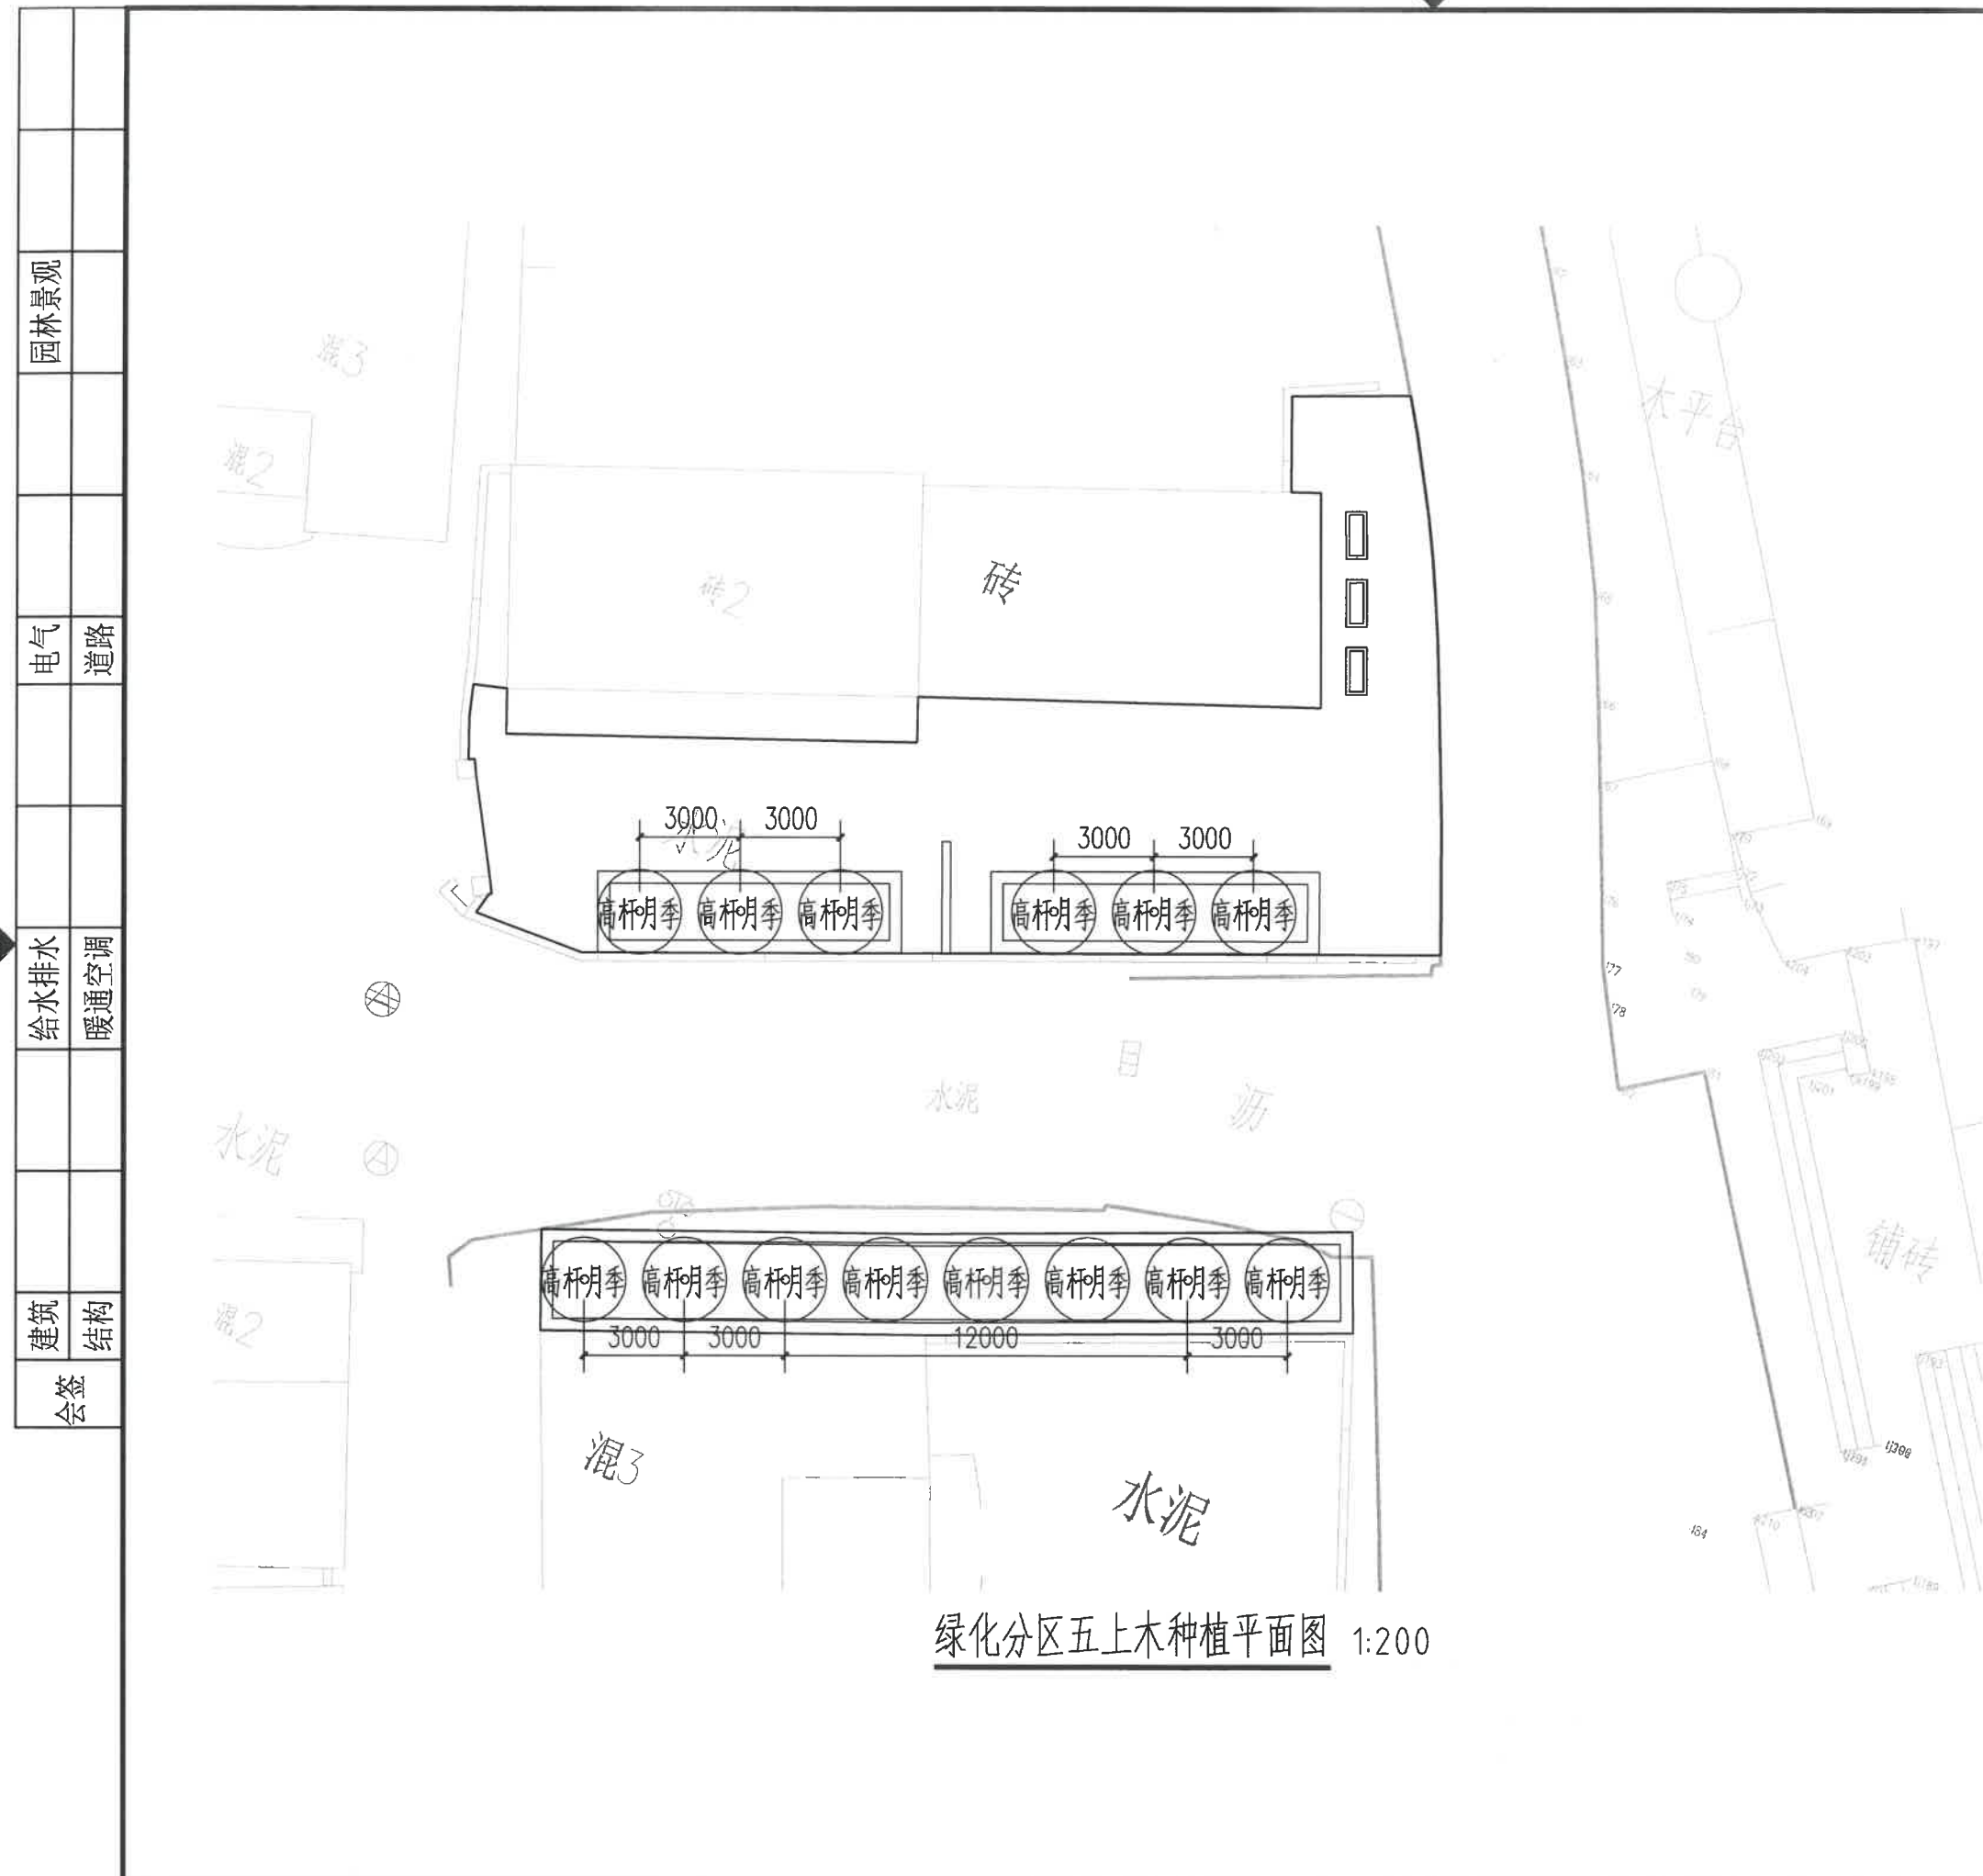 园林景观
电气
道路
给水排水
暖通空调
建筑
结构
会签
混3
混2
木平台
砖2
砖
3000 3000
水泥
3000 3000
高杆月季 高杆月季 高杆月季 高杆月季 高杆月季 高杆月季
177
178
水泥
沥
水泥
高杆月季 高杆月季 高杆月季 高杆月季 高杆月季 高杆月季 高杆月季 高杆月季
3000 3000 12000 3000
混2
铺砖
混3
水泥
184
绿化分区五上木种植平面图 1:200